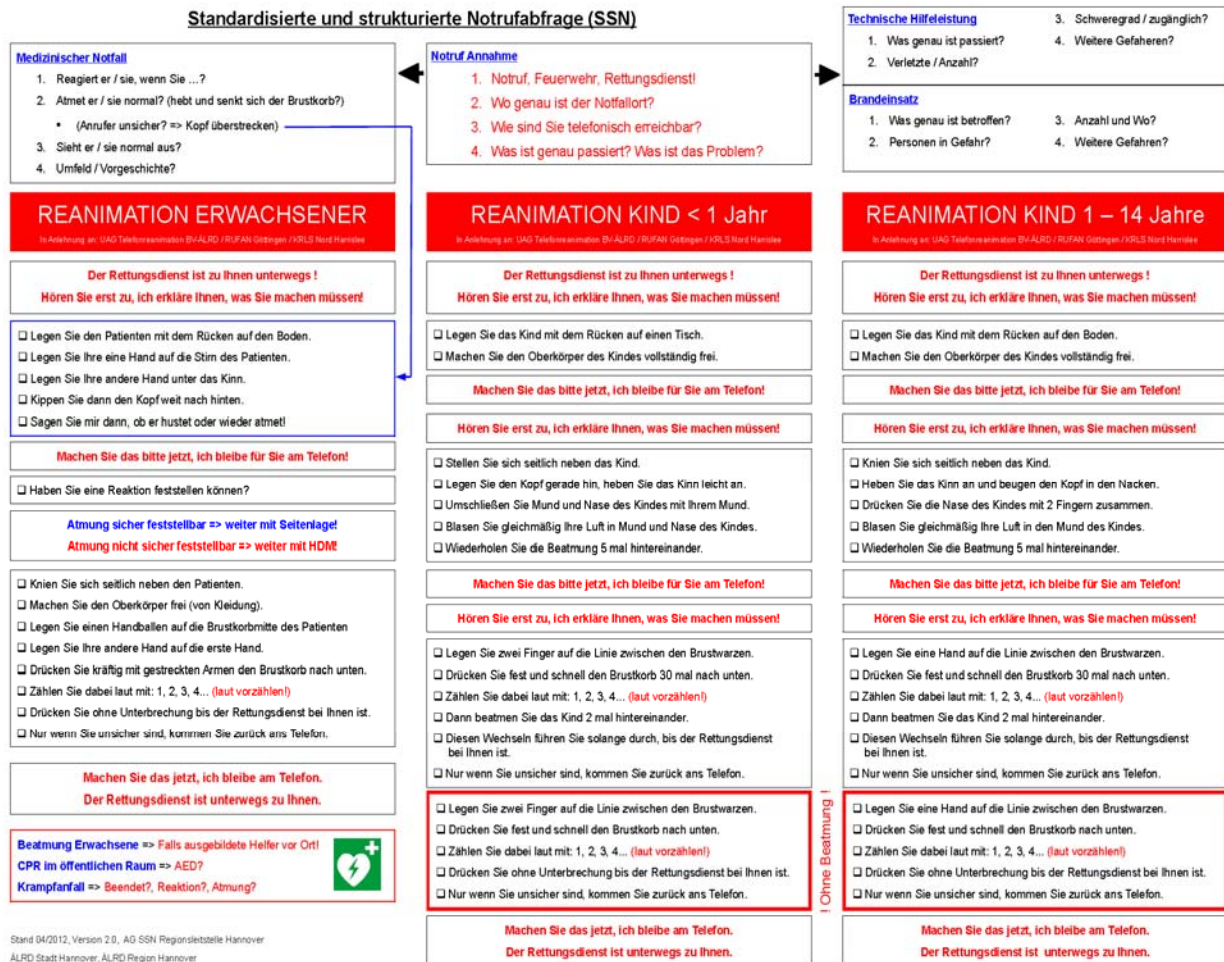 Standardisierte und strukturierte Notrufabfrage (SSN)
Medizinischer Notfall
1. Reagiert er / sie, wenn Sie ...?
2. Atmet er / sie normal? (hebt und senkt sich der Brustkorb?)
• (Anrufer unsicher? => Kopf überstrecken)
3. Sieht er / sie normal aus?
4. Umfeld / Vorgeschichte?
Notruf Annahme
1. Notruf, Feuerwehr, Rettungsdienst!
2. Wo genau ist der Notfallort?
3. Wie sind Sie telefonisch erreichbar?
4. Was ist genau passiert? Was ist das Problem?
Technische Hilfeleistung
1. Was genau ist passiert?
2. Verletzte / Anzahl?
3. Schweregrad / zugänglich?
4. Weitere Gefaheren?
Brandeinsatz
1. Was genau ist betroffen?
2. Personen in Gefahr?
3. Anzahl und Wo?
4. Weitere Gefahren?
REANIMATION ERWACHSENER
In Anlehnung an: UAG Telefonreanimation BV-ÄLRD / RUFAN Göttingen / KRLS Nord Harrislee
Der Rettungsdienst ist zu Ihnen unterwegs !
Hören Sie erst zu, ich erkläre Ihnen, was Sie machen müssen!
❑ Legen Sie den Patienten mit dem Rücken auf den Boden.
❑ Legen Sie Ihre eine Hand auf die Stirn des Patienten.
❑ Legen Sie Ihre andere Hand unter das Kinn.
❑ Kippen Sie dann den Kopf weit nach hinten.
❑ Sagen Sie mir dann, ob er hustet oder wieder atmet!
Machen Sie das bitte jetzt, ich bleibe für Sie am Telefon!
❑ Haben Sie eine Reaktion feststellen können?
Atmung sicher feststellbar => weiter mit Seitenlage!
Atmung nicht sicher feststellbar => weiter mit HDM!
❑ Knien Sie sich seitlich neben den Patienten.
❑ Machen Sie den Oberkörper frei (von Kleidung).
❑ Legen Sie einen Handballen auf die Brustkorbmitte des Patienten
❑ Legen Sie Ihre andere Hand auf die erste Hand.
❑ Drücken Sie kräftig mit gestreckten Armen den Brustkorb nach unten.
❑ Zählen Sie dabei laut mit: 1, 2, 3, 4... (laut vorzählen!)
❑ Drücken Sie ohne Unterbrechung bis der Rettungsdienst bei Ihnen ist.
❑ Nur wenn Sie unsicher sind, kommen Sie zurück ans Telefon.
Machen Sie das jetzt, ich bleibe am Telefon.
Der Rettungsdienst ist unterwegs zu Ihnen.
Beatmung Erwachsene => Falls ausgebildete Helfer vor Ort!
CPR im öffentlichen Raum => AED?
Krampfanfall => Beendet?, Reaktion?, Atmung?
Stand 04/2012, Version 2.0, AG SSN Regionsleitstelle Hannover
ÄLRD Stadt Hannover, ÄLRD Region Hannover
REANIMATION KIND < 1 Jahr
In Anlehnung an: UAG Telefonreanimation BV-ÄLRD / RUFAN Göttingen / KRLS Nord Harrislee
Der Rettungsdienst ist zu Ihnen unterwegs !
Hören Sie erst zu, ich erkläre Ihnen, was Sie machen müssen!
❑ Legen Sie das Kind mit dem Rücken auf einen Tisch.
❑ Machen Sie den Oberkörper des Kindes vollständig frei.
Machen Sie das bitte jetzt, ich bleibe für Sie am Telefon!
Hören Sie erst zu, ich erkläre Ihnen, was Sie machen müssen!
❑ Stellen Sie sich seitlich neben das Kind.
❑ Legen Sie den Kopf gerade hin, heben Sie das Kinn leicht an.
❑ Umschließen Sie Mund und Nase des Kindes mit Ihrem Mund.
❑ Blasen Sie gleichmäßig Ihre Luft in Mund und Nase des Kindes.
❑ Wiederholen Sie die Beatmung 5 mal hintereinander.
Machen Sie das bitte jetzt, ich bleibe für Sie am Telefon!
Hören Sie erst zu, ich erkläre Ihnen, was Sie machen müssen!
❑ Legen Sie zwei Finger auf die Linie zwischen den Brustwarzen.
❑ Drücken Sie fest und schnell den Brustkorb 30 mal nach unten.
❑ Zählen Sie dabei laut mit: 1, 2, 3, 4... (laut vorzählen!)
❑ Dann beatmen Sie das Kind 2 mal hintereinander.
❑ Diesen Wechseln führen Sie solange durch, bis der Rettungsdienst
bei Ihnen ist.
❑ Nur wenn Sie unsicher sind, kommen Sie zurück ans Telefon.
❑ Legen Sie zwei Finger auf die Linie zwischen den Brustwarzen.
❑ Drücken Sie fest und schnell den Brustkorb nach unten.
❑ Zählen Sie dabei laut mit: 1, 2, 3, 4... (laut vorzählen!)
❑ Drücken Sie ohne Unterbrechung bis der Rettungsdienst bei Ihnen ist.
❑ Nur wenn Sie unsicher sind, kommen Sie zurück ans Telefon.
Machen Sie das jetzt, ich bleibe am Telefon.
Der Rettungsdienst ist unterwegs zu Ihnen.
! Ohne Beatmung !
REANIMATION KIND 1 – 14 Jahre
In Anlehnung an: UAG Telefonreanimation BV-ÄLRD / RUFAN Göttingen / KRLS Nord Harrislee
Der Rettungsdienst ist zu Ihnen unterwegs !
Hören Sie erst zu, ich erkläre Ihnen, was Sie machen müssen!
❑ Legen Sie das Kind mit dem Rücken auf den Boden.
❑ Machen Sie den Oberkörper des Kindes vollständig frei.
Machen Sie das bitte jetzt, ich bleibe für Sie am Telefon!
Hören Sie erst zu, ich erkläre Ihnen, was Sie machen müssen!
❑ Knien Sie sich seitlich neben das Kind.
❑ Heben Sie das Kinn an und beugen den Kopf in den Nacken.
❑ Drücken Sie die Nase des Kindes mit 2 Fingern zusammen.
❑ Blasen Sie gleichmäßig Ihre Luft in den Mund des Kindes.
❑ Wiederholen Sie die Beatmung 5 mal hintereinander.
Machen Sie das bitte jetzt, ich bleibe für Sie am Telefon!
Hören Sie erst zu, ich erkläre Ihnen, was Sie machen müssen!
❑ Legen Sie eine Hand auf die Linie zwischen den Brustwarzen.
❑ Drücken Sie fest und schnell den Brustkorb 30 mal nach unten.
❑ Zählen Sie dabei laut mit: 1, 2, 3, 4... (laut vorzählen!)
❑ Dann beatmen Sie das Kind 2 mal hintereinander.
❑ Diesen Wechseln führen Sie solange durch, bis der Rettungsdienst
bei Ihnen ist.
❑ Nur wenn Sie unsicher sind, kommen Sie zurück ans Telefon.
❑ Legen Sie eine Hand auf die Linie zwischen den Brustwarzen.
❑ Drücken Sie fest und schnell den Brustkorb nach unten.
❑ Zählen Sie dabei laut mit: 1, 2, 3, 4... (laut vorzählen!)
❑ Drücken Sie ohne Unterbrechung bis der Rettungsdienst bei Ihnen ist.
❑ Nur wenn Sie unsicher sind, kommen Sie zurück ans Telefon.
Machen Sie das jetzt, ich bleibe am Telefon.
Der Rettungsdienst ist unterwegs zu Ihnen.